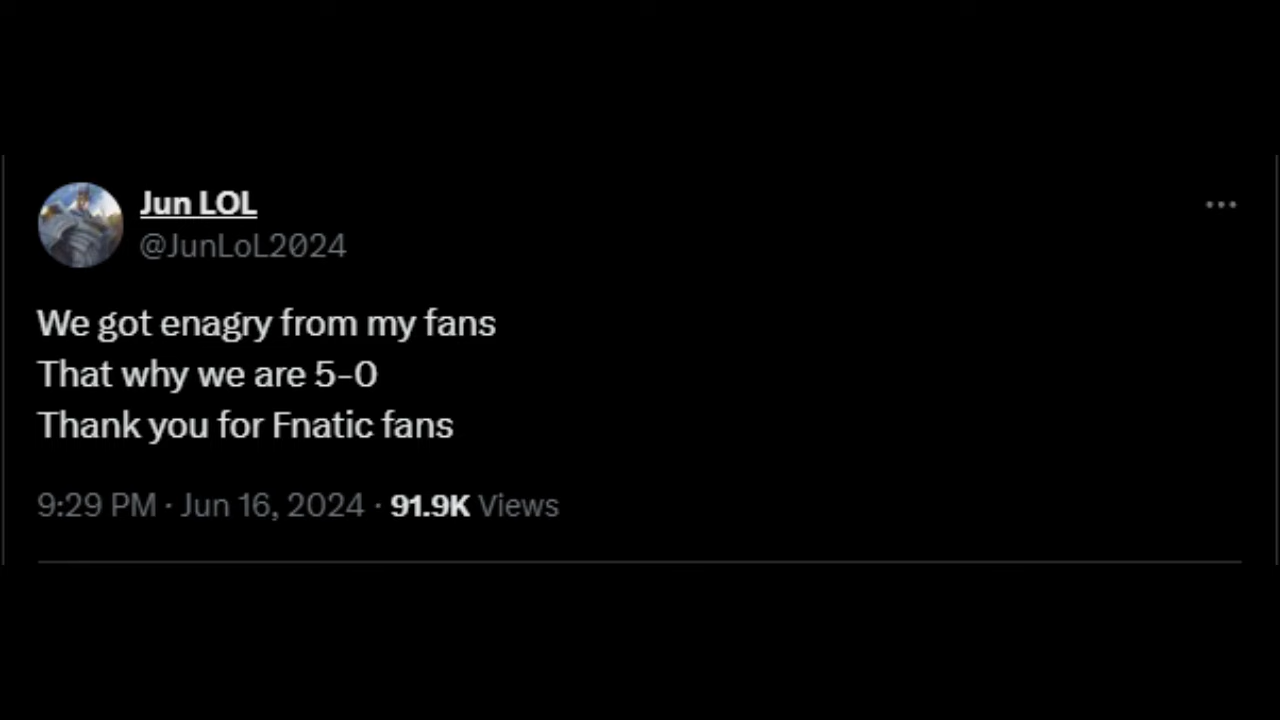 Jun LOL
@JunLoL2024
We got enagry from my fans
That why we are 5-0
Thank you for Fnatic fans
9:29 PM · Jun 16, 2024 · 91.9K Views